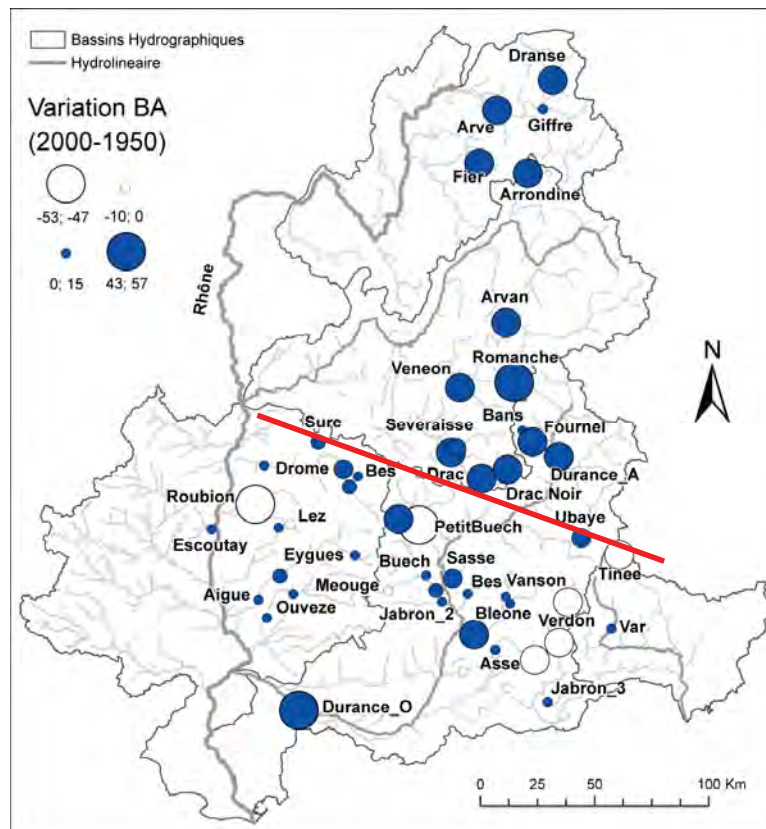 Bassins Hydrographiques
Hydrolineaire
Variation BA
(2000-1950)
-53; -47
-10; 0
0; 15
43; 57
Dranse
Arve
Giffre
Fier
Arrondine
Rhône
Arvan
N
Romanche
Veneon
Bans
Severaisse
Fournel
Sure
Drome
Bes
Drac
Durance_A
Drac Noir
Roubion
Ubaye
Lez
PetitBuech
Escoutay
Tinee
Eygues
Buech
Sasse
Aigue
Meouge
Bes
Vanson
Ouveze
Jabron_2
Bleone
Verdon
Var
Asse
Jabron_3
Durance_O
0 25 50 100 Km